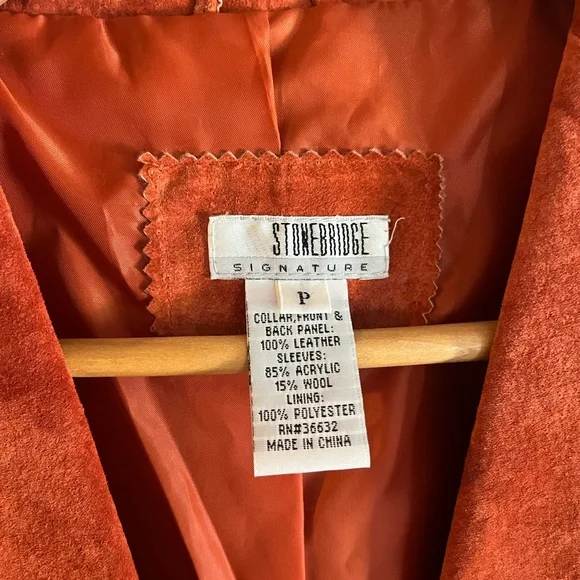 STONEBRIDGE
SIGNATURE
P
COLLAR,FRONT &
BACK PANEL:
100% LEATHER
SLEEVES:
85% ACRYLIC
15% WOOL
LINING:
100% POLYESTER
RN#36632
MADE IN CHINA